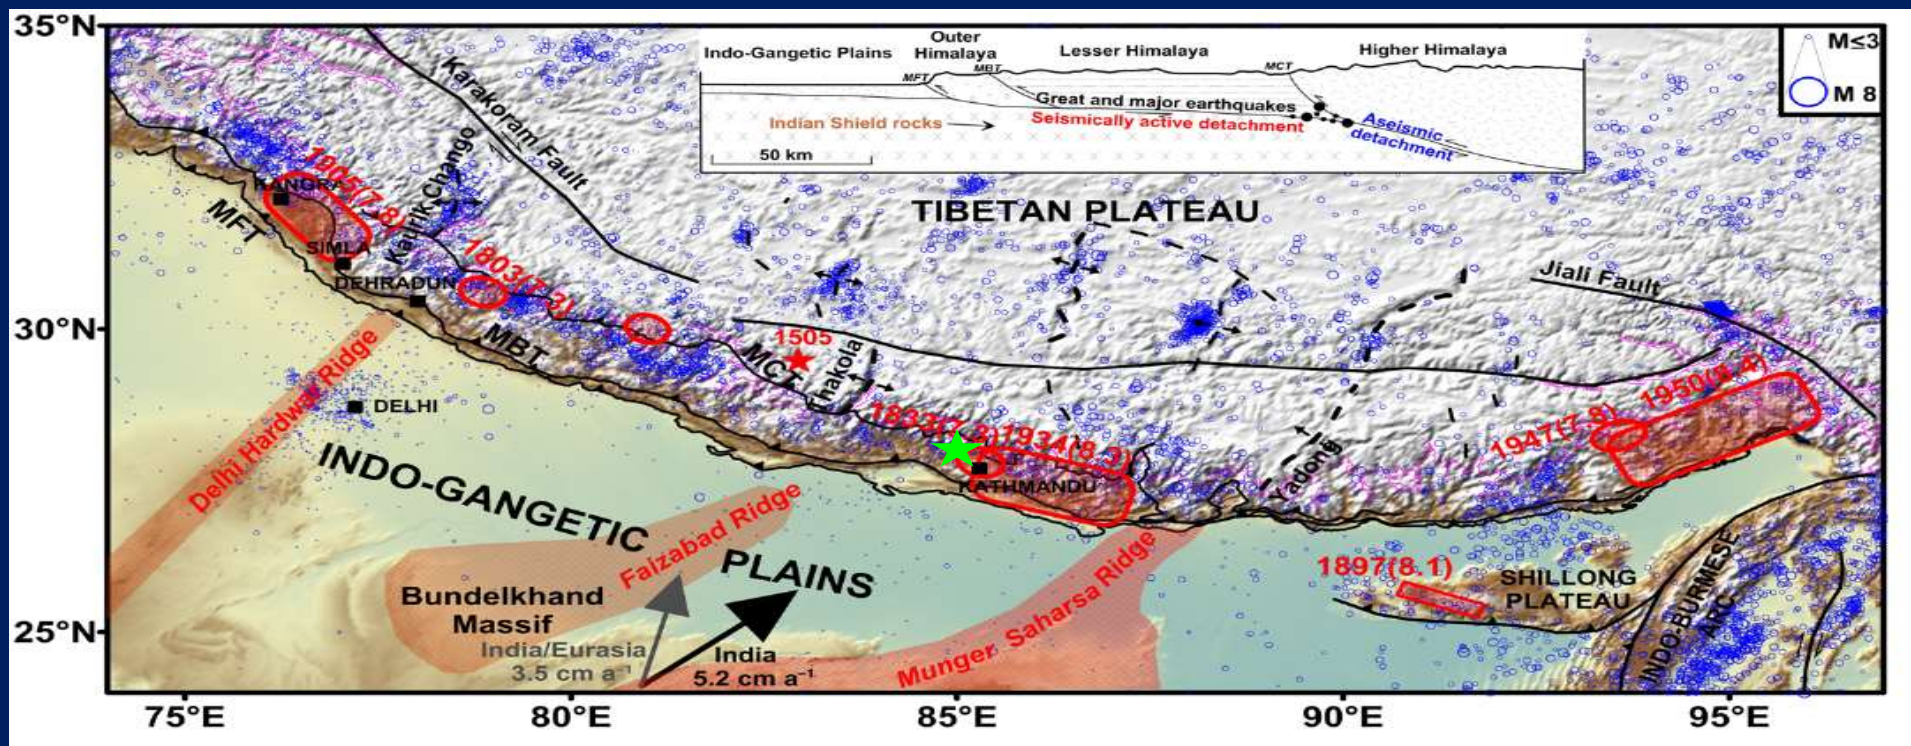 35°N
30°N
25°N
75°E
80°E
85°E
90°E
95°E
Indo-Gangetic Plains
Outer
Himalaya
Lesser Himalaya
Higher Himalaya
MFT
MBT
MCT
Great and major earthquakes
Seismically active detachment
Indian Shield rocks
Aseismic
detachment
50 km
M≤3
M 8
Karakoram Fault
Kaurik Chango
1905(7.8)
KANGRA
MFT
SIMLA
1803(7.3)
DEHRADUN
MBT
TIBETAN PLATEAU
Jiali Fault
1505
MCT
Thakola
Delhi Hardwar Ridge
DELHI
INDO-GANGETIC
PLAINS
1934(8.3)
KATHMANDU
Yadong
1947(7.8)
1950(8.4)
Faizabad Ridge
Bundelkhand
Massif
India/Eurasia
3.5 cm a⁻¹
India
5.2 cm a⁻¹
Munger Saharsa Ridge
1897(8.1)
SHILLONG
PLATEAU
INDO-BURMESE
ARC